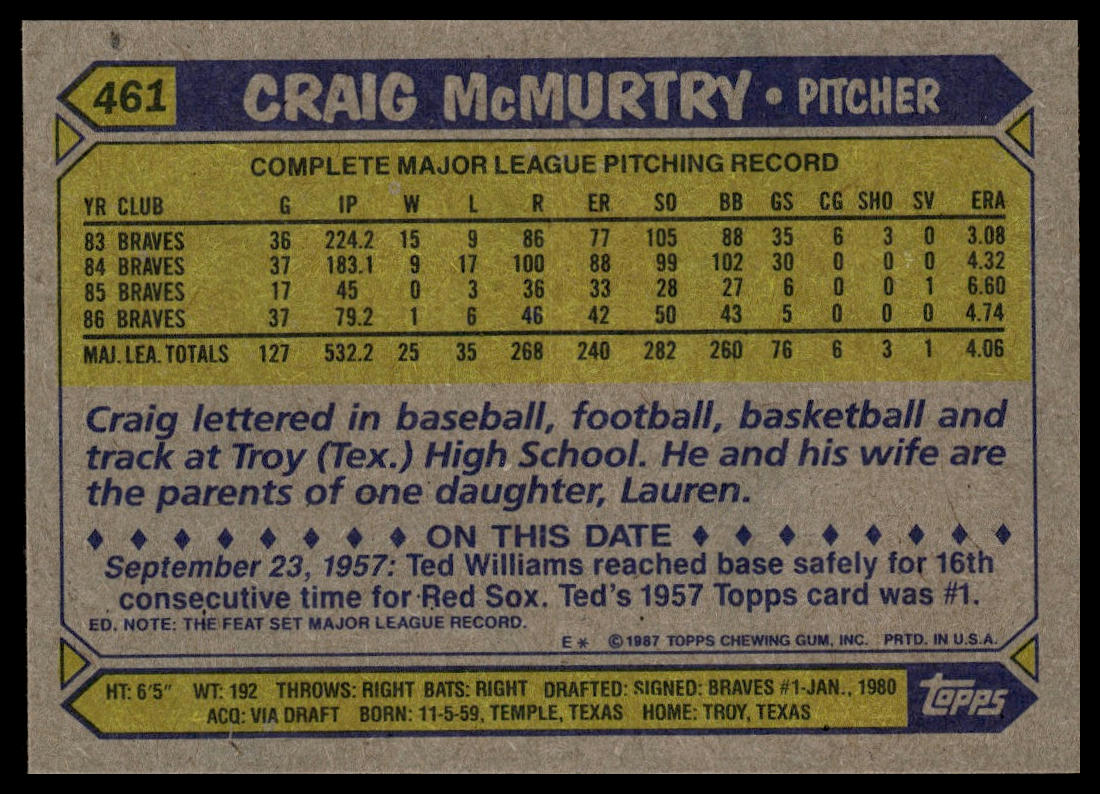 461 CRAIG McMURTRY • PITCHER
COMPLETE MAJOR LEAGUE PITCHING RECORD
YR CLUB G IP W L R ER SO BB GS CG SHO SV ERA
83 BRAVES 36 224.2 15 9 86 77 105 88 35 6 3 0 3.08
84 BRAVES 37 183.1 9 17 100 88 99 102 30 0 0 0 4.32
85 BRAVES 17 45 0 3 36 33 28 27 6 0 0 1 6.60
86 BRAVES 37 79.2 1 6 46 42 50 43 5 0 0 0 4.74
MAJ. LEA. TOTALS 127 532.2 25 35 268 240 282 260 76 6 3 1 4.06
Craig lettered in baseball, football, basketball and
track at Troy (Tex.) High School. He and his wife are
the parents of one daughter, Lauren.
ON THIS DATE
September 23, 1957: Ted Williams reached base safely for 16th
consecutive time for Red Sox. Ted's 1957 Topps card was #1.
ED. NOTE: THE FEAT SET MAJOR LEAGUE RECORD.
E* ©1987 TOPPS CHEWING GUM, INC. PRTD. IN U.S.A.
HT: 6'5" WT: 192 THROWS: RIGHT BATS: RIGHT DRAFTED: SIGNED: BRAVES #1-JAN., 1980
ACQ: VIA DRAFT BORN: 11-5-59, TEMPLE, TEXAS HOME: TROY, TEXAS
topps